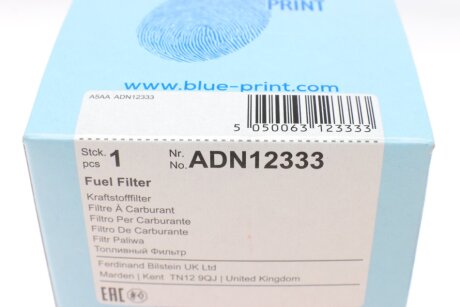 PRINT
www.blue-print.com
A5AA ADN12333
5 050063 123333
Stck. pcs 1 Nr. No. ADN12333
Fuel Filter
Kraftstofffilter
Filtre À Carburant
Filtro Per Carburante
Filtro De Carburante
Filtr Paliwa
Топливный Фильтр
Ferdinand Bilstein UK Ltd
Marden | Kent TN12 9QJ | United Kingdom
EAC